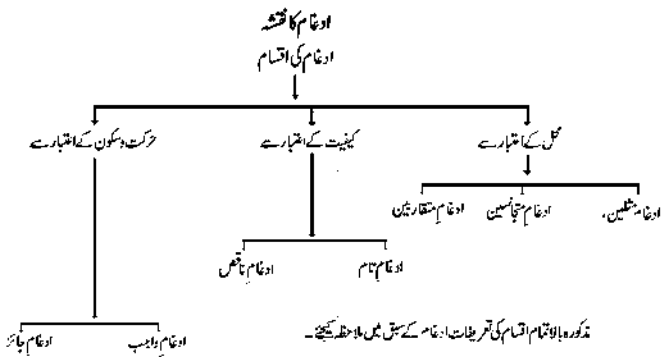 ادغام کا نقشہ
ادغام کی اقسام
محل کے اعتبار سے
کیفیت کے اعتبار سے
حرکت وسکون کے اعتبار سے
ادغام مثلین،
ادغام متجانسین
ادغام متقاربین
ادغام تام
ادغام ناقص
ادغام واجب
ادغام جائز
مذکورہ بالا تمام اقسام کی تعریفات ادغام کے سبق میں ملاحظہ کیجئے۔